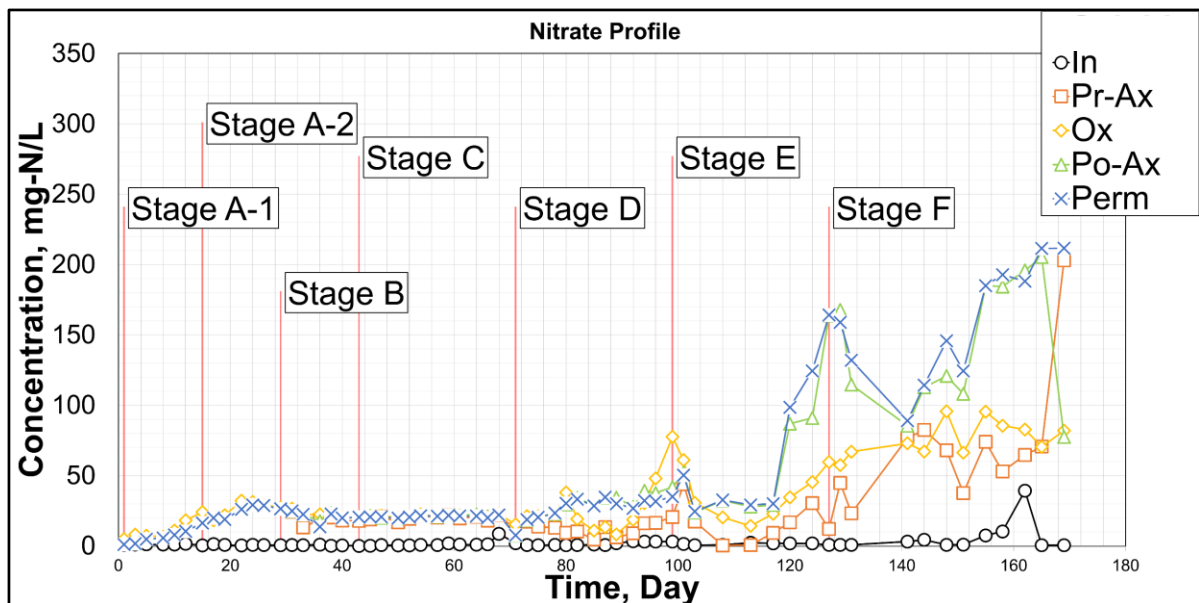 Nitrate Profile
350
300
250
200
150
100
50
0
Concentration, mg-N/L
Stage A-1
Stage A-2
Stage B
Stage C
Stage D
Stage E
Stage F
In
Pr-Ax
Ox
Po-Ax
Perm
0 20 40 60 80 100 120 140 160 180
Time, Day